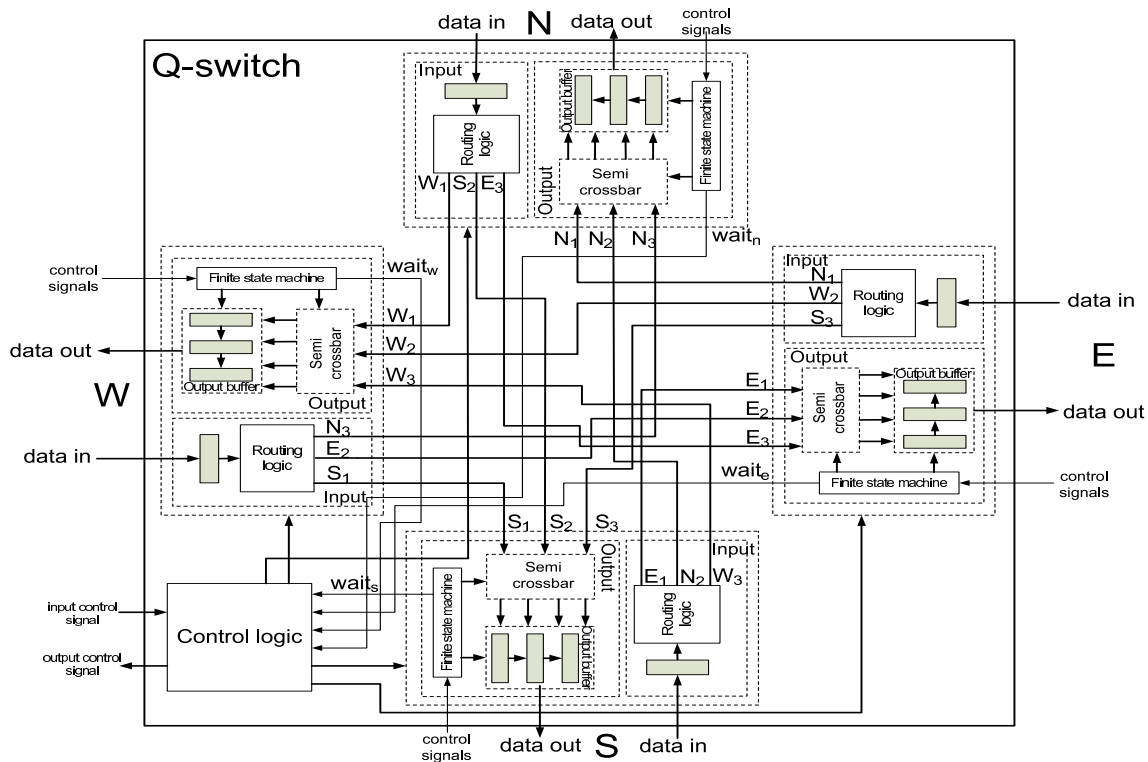 data in
N
data out
control
signals
Q-switch
Input
Routing
logic
W1
S2
E3
Output buffer
Finite state machine
Semi
crossbar
Output
N1
N2
N3
waitn
control
signals
Finite state machine
waitw
Output buffer
Semi
crossbar
W1
W2
W3
Output
data out
W
data in
Routing
logic
N3
E2
S1
Input
Input
N1
W2
S3
Routing
logic
data in
E
Output
E1
E2
E3
Semi
crossbar
Output buffer
data out
waite
Finite state machine
control
signals
S1
S2
S3
Semi
crossbar
Output
Finite state machine
Output buffer
waits
Input
E1
N2
W3
Routing
logic
input control
signal
Control logic
output control
signal
control
signals
data out
S
data in